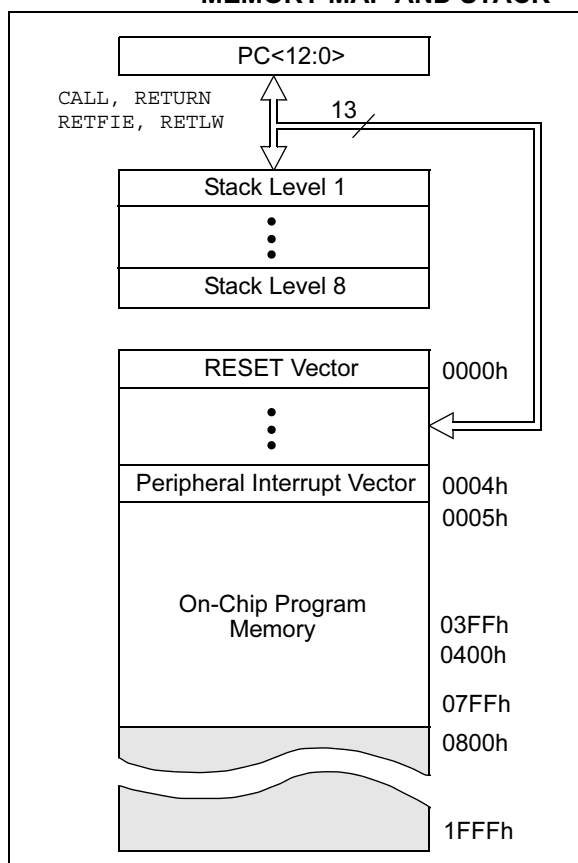 MEMORY MAP AND STACK
PC<12:0>
CALL, RETURN
RETFIE, RETLW
13
Stack Level 1
Stack Level 8
RESET Vector
0000h
Peripheral Interrupt Vector
0004h
0005h
On-Chip Program
Memory
03FFh
0400h
07FFh
0800h
1FFFh